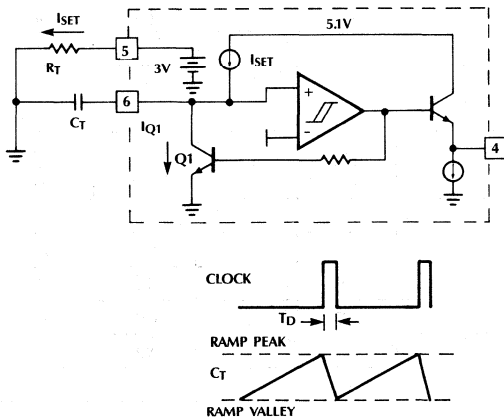 ISET
5.1V
5
RT
3V
ISET
6
CT
IQ1
+
−
Q1
4
CLOCK
TD
RAMP PEAK
CT
RAMP VALLEY